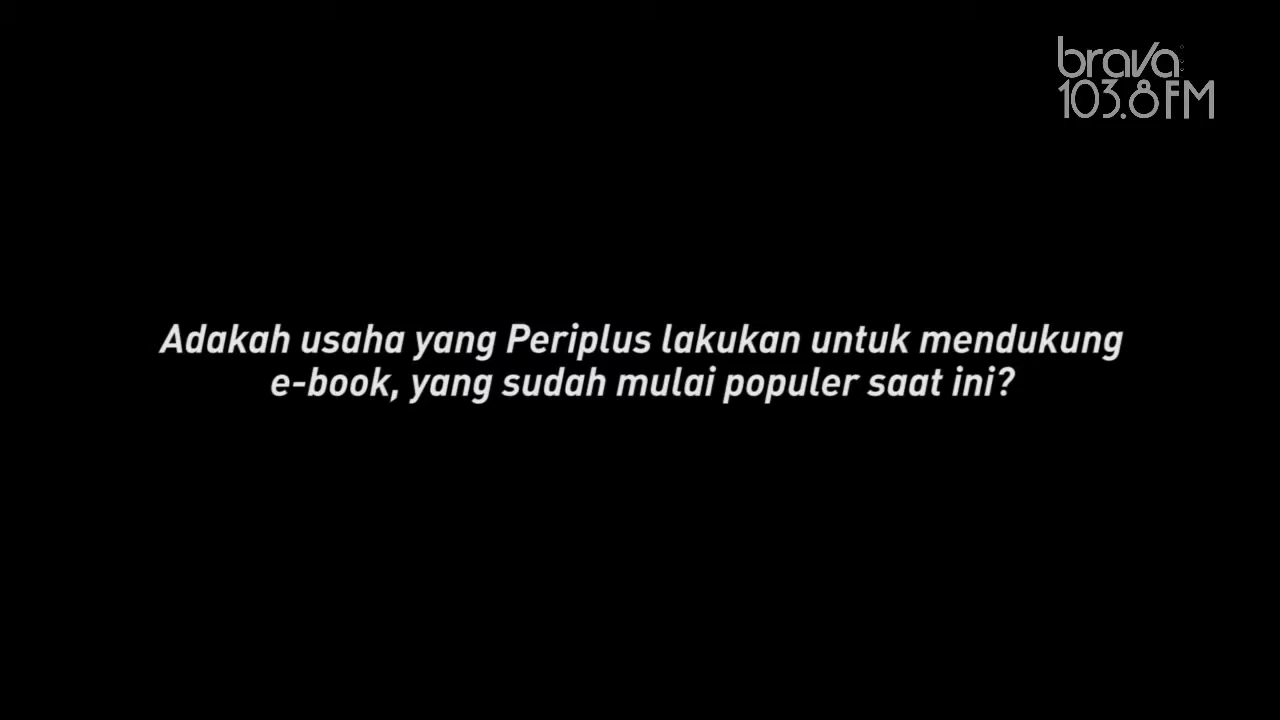 brava
103.8FM
Adakah usaha yang Periplus lakukan untuk mendukung
e-book, yang sudah mulai populer saat ini?